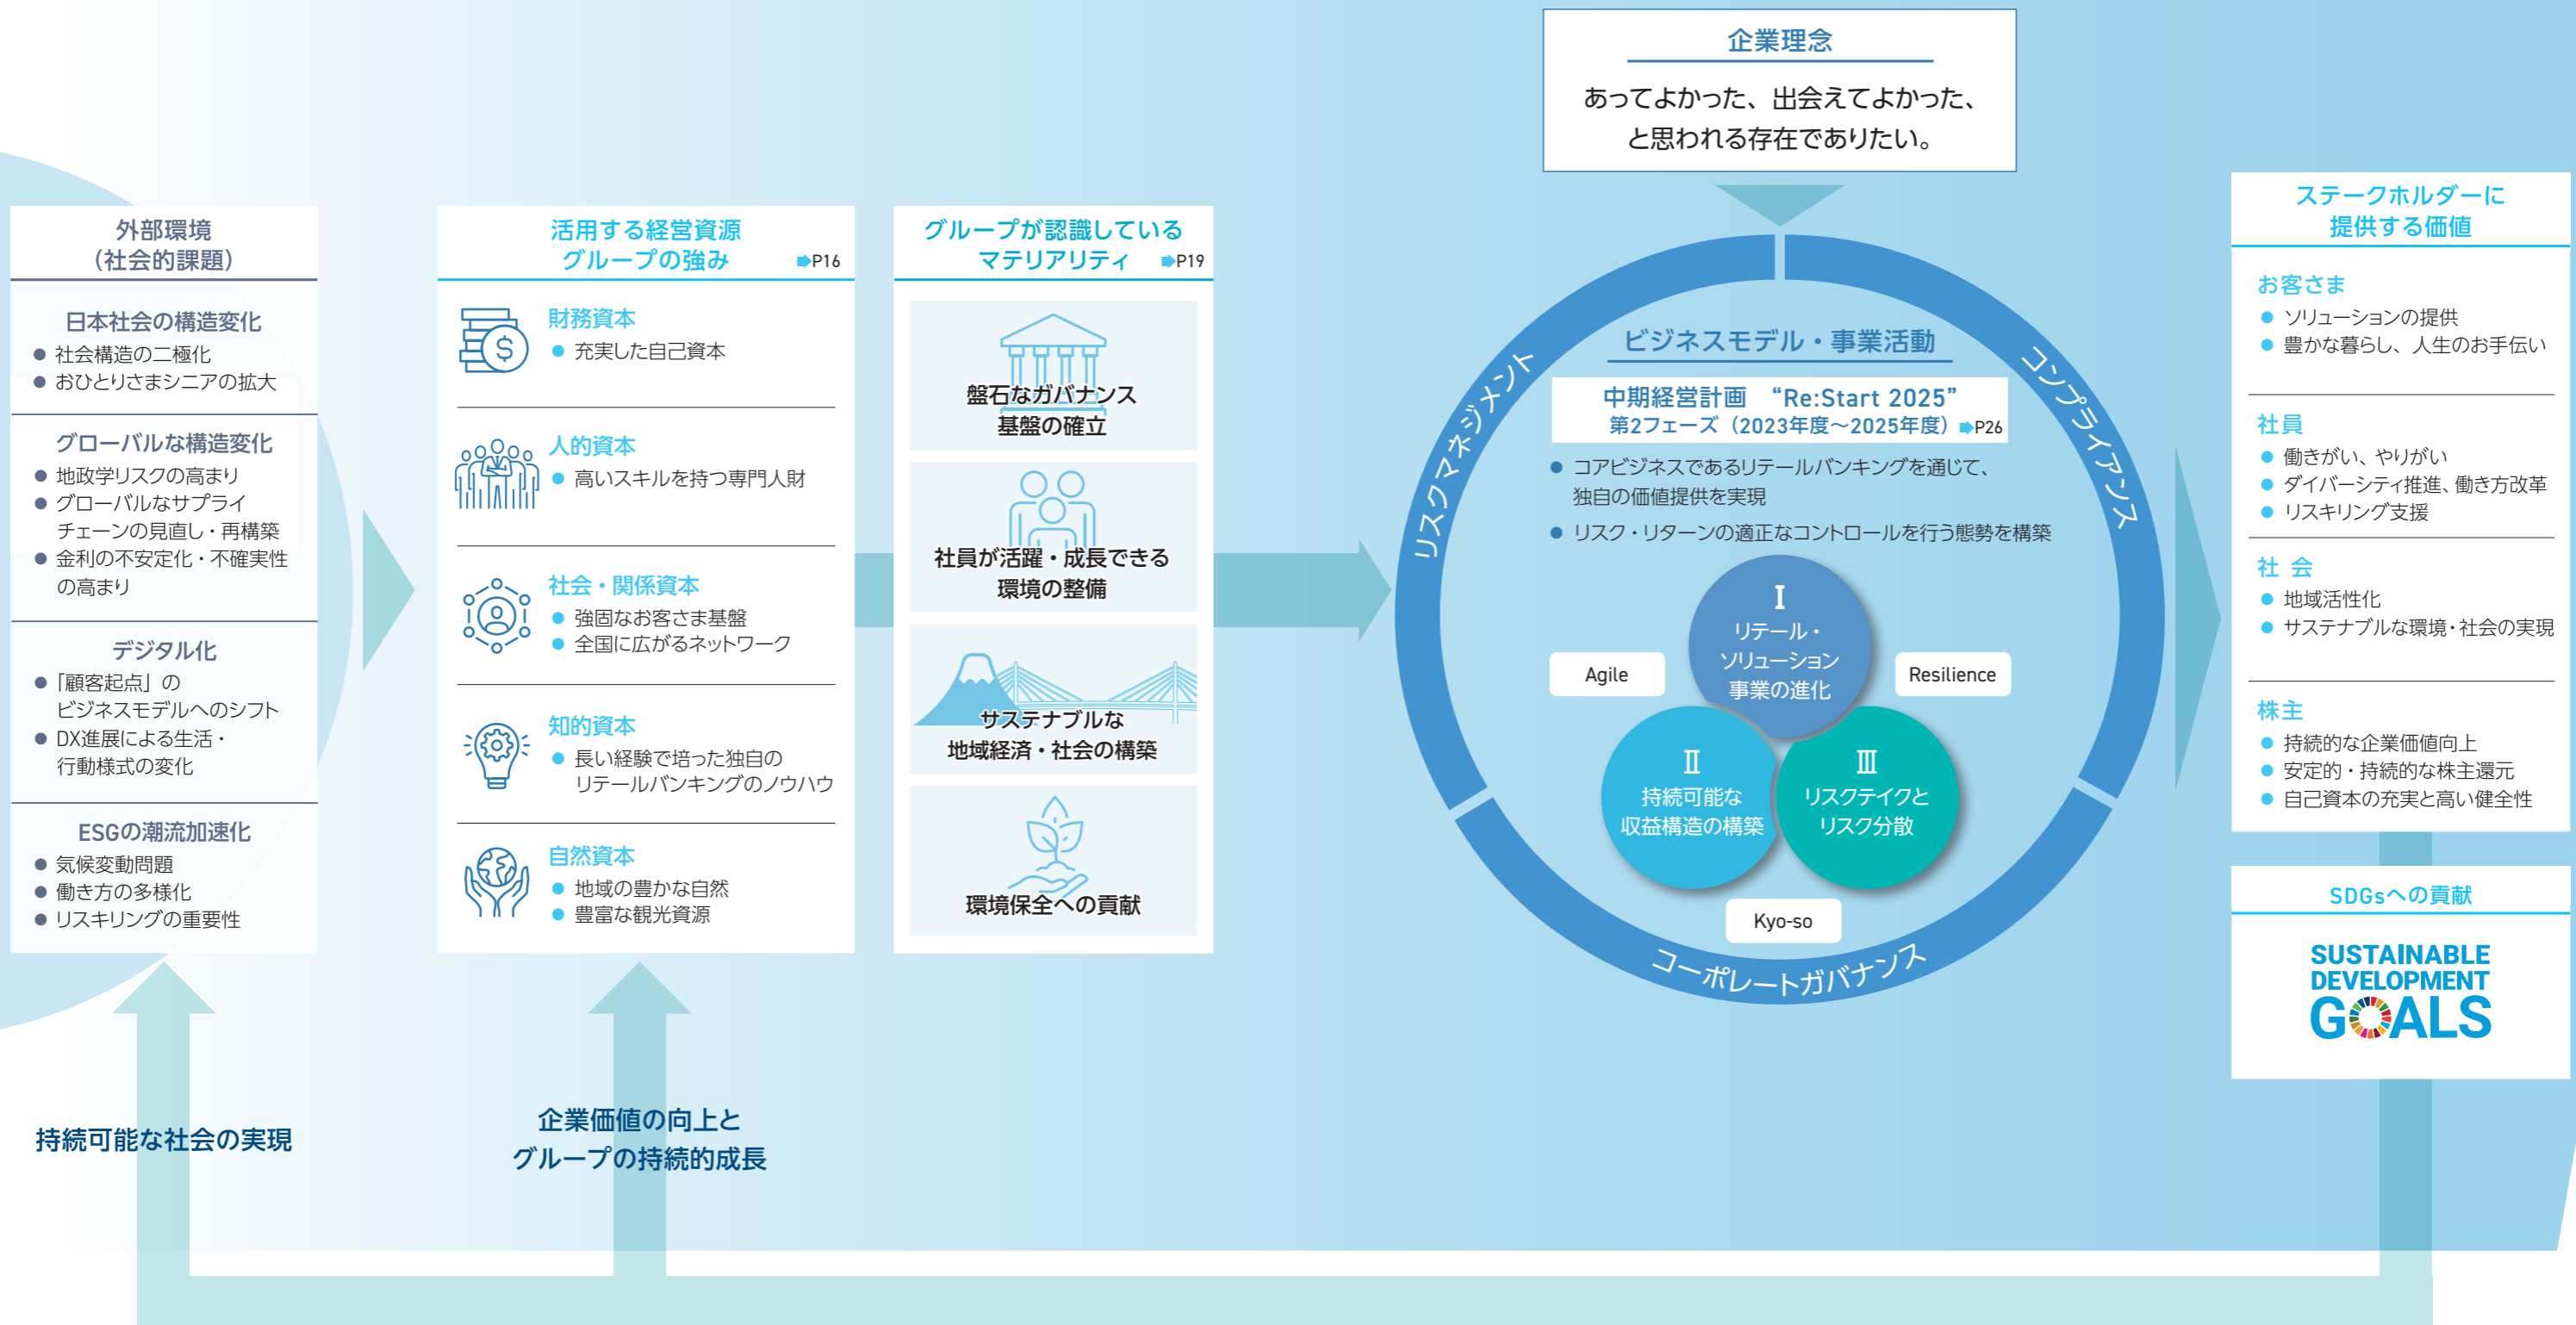 企業理念
あってよかった、出会えてよかった、
と思われる存在でありたい。
外部環境
（社会的課題）
日本社会の構造変化
● 社会構造の二極化
● おひとりさまシニアの拡大
グローバルな構造変化
● 地政学リスクの高まり
● グローバルなサプライ
チェーンの見直し・再構築
● 金利の不安定化・不確実性
の高まり
デジタル化
● 「顧客起点」の
ビジネスモデルへのシフト
● DX進展による生活・
行動様式の変化
ESGの潮流加速化
● 気候変動問題
● 働き方の多様化
● リスキリングの重要性
活用する経営資源
グループの強み ➡P16
財務資本
● 充実した自己資本
人的資本
● 高いスキルを持つ専門人財
社会・関係資本
● 強固なお客さま基盤
● 全国に広がるネットワーク
知的資本
● 長い経験で培った独自の
リテールバンキングのノウハウ
自然資本
● 地域の豊かな自然
● 豊富な観光資源
グループが認識している
マテリアリティ ➡P19
盤石なガバナンス
基盤の確立
社員が活躍・成長できる
環境の整備
サステナブルな
地域経済・社会の構築
環境保全への貢献
リスクマネジメント
コンプライアンス
コーポレートガバナンス
ビジネスモデル・事業活動
中期経営計画 “Re:Start 2025”
第2フェーズ（2023年度～2025年度） ➡P26
● コアビジネスであるリテールバンキングを通じて、
独自の価値提供を実現
● リスク・リターンの適正なコントロールを行う態勢を構築
Ⅰ
リテール・
ソリューション
事業の進化
Agile
Resilience
Ⅱ
持続可能な
収益構造の構築
Ⅲ
リスクテイクと
リスク分散
Kyo-so
ステークホルダーに
提供する価値
お客さま
● ソリューションの提供
● 豊かな暮らし、人生のお手伝い
社員
● 働きがい、やりがい
● ダイバーシティ推進、働き方改革
● リスキリング支援
社 会
● 地域活性化
● サステナブルな環境・社会の実現
株主
● 持続的な企業価値向上
● 安定的・持続的な株主還元
● 自己資本の充実と高い健全性
SDGsへの貢献
SUSTAINABLE
DEVELOPMENT
GOALS
持続可能な社会の実現
企業価値の向上と
グループの持続的成長